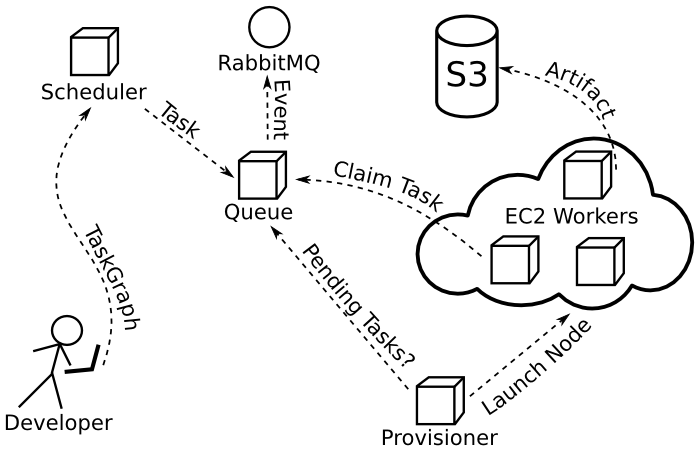 RabbitMQ
S3
Artifact
Scheduler
Task
Event
Claim Task
EC2 Workers
Queue
TaskGraph
Pending Tasks?
Launch Node
Developer
Provisioner